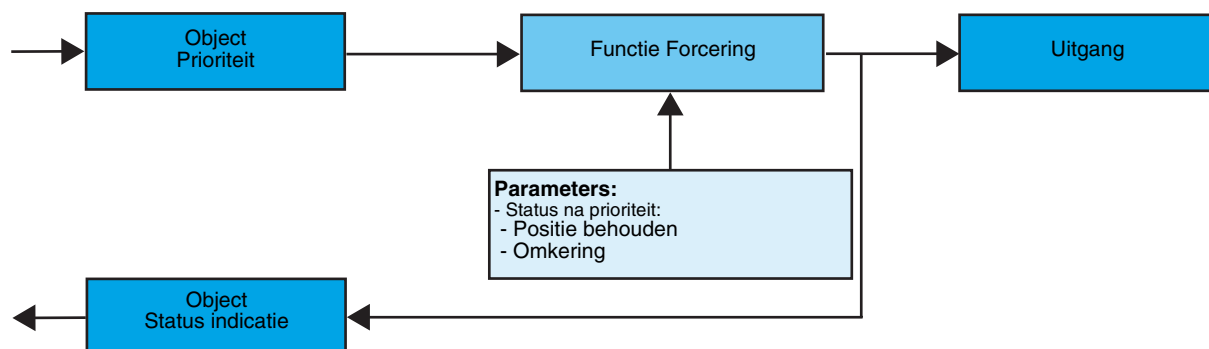 Object
Prioriteit
Functie Forcering
Uitgang
Parameters:
- Status na prioriteit:
- Positie behouden
- Omkering
Object
Status indicatie